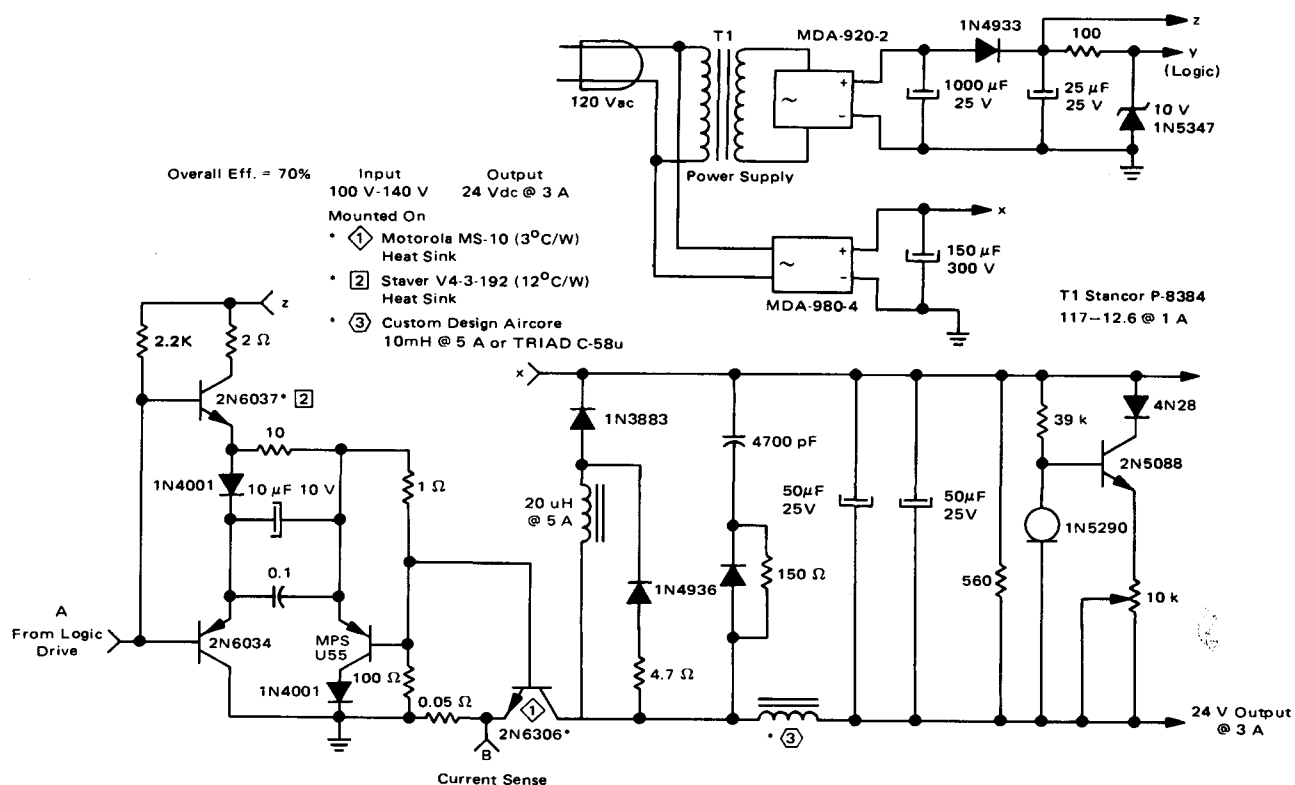 T1
MDA-920-2
1N4933
z
100
y
(Logic)
120 Vac
~
+
-
1000 µF
25 V
25 µF
25 V
10 V
1N5347
Power Supply
Overall Eff. = 70%
Input
100 V-140 V
Output
24 Vdc @ 3 A
Mounted On
* 1 Motorola MS-10 (3°C/W)
Heat Sink
* 2 Staver V4-3-192 (12°C/W)
Heat Sink
* 3 Custom Design Aircore
10mH @ 5 A or TRIAD C-58u
x
~
+
-
150 µF
300 V
MDA-980-4
T1 Stancor P-8384
117–12.6 @ 1 A
z
2.2K
2 Ω
2N6037* 2
10
1N4001
10 µF 10 V
1 Ω
0.1
A
From Logic
Drive
2N6034
MPS
U55
1N4001
100 Ω
0.05 Ω
1
2N6306*
B
Current Sense
x
1N3883
20 uH
@ 5 A
1N4936
4.7 Ω
4700 pF
150 Ω
* 3
50µF
25V
50µF
25V
560
39 k
4N28
2N5088
1N5290
10 k
24 V Output
@ 3 A